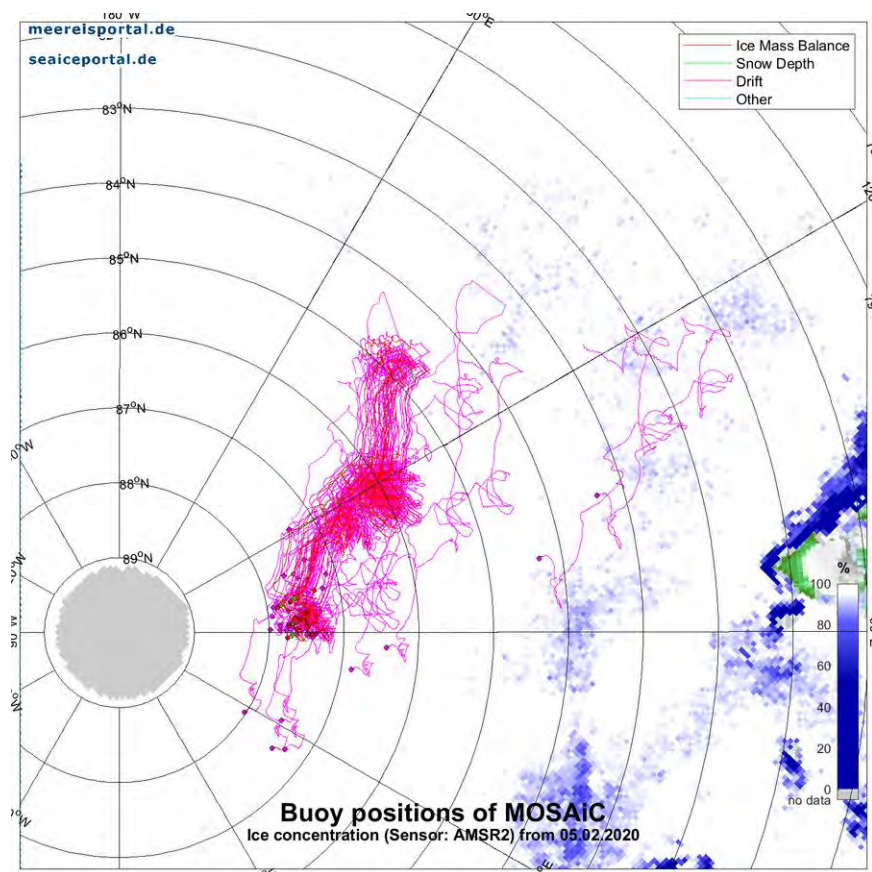 180°W
meereisportal.de
seaiceportal.de
Ice Mass Balance
Snow Depth
Drift
Other
83°N
84°N
85°N
86°N
87°N
88°N
89°N
%
100
80
60
40
20
0
no data
Buoy positions of MOSAiC
Ice concentration (Sensor: AMSR2) from 05.02.2020